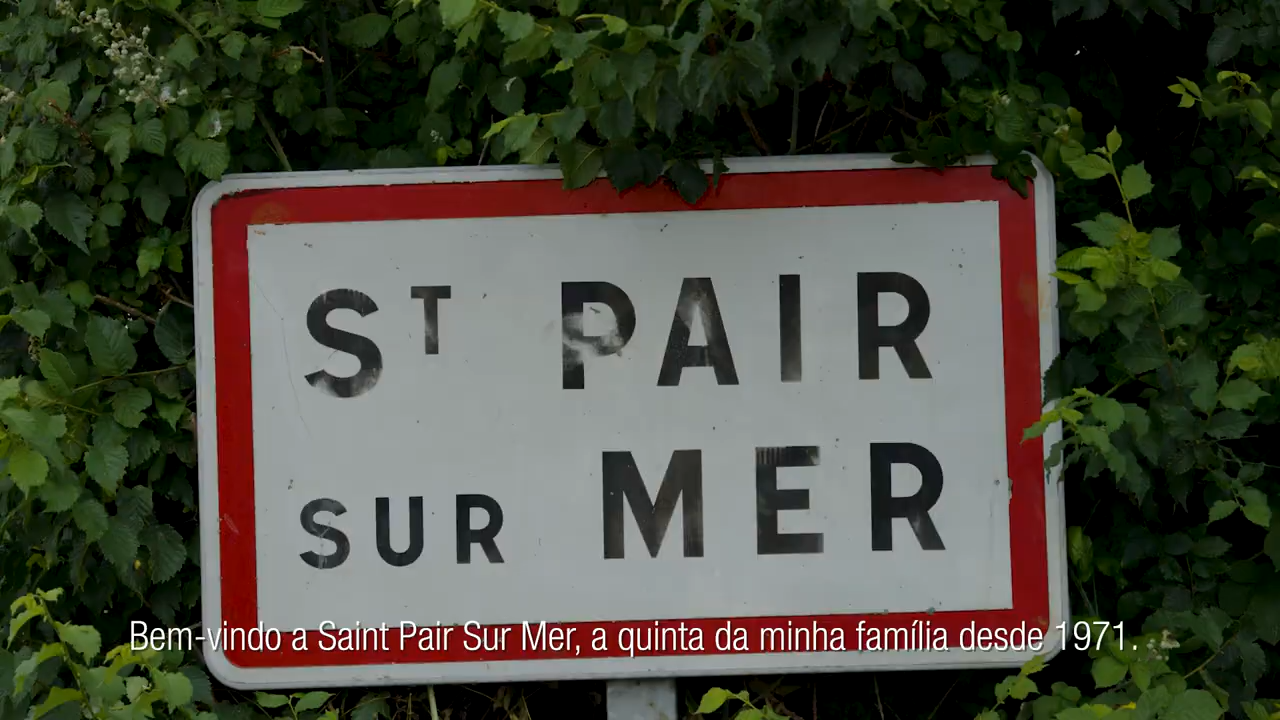 ST PAIR
SUR MER
Bem-vindo a Saint Pair Sur Mer, a quinta da minha família desde 1971.